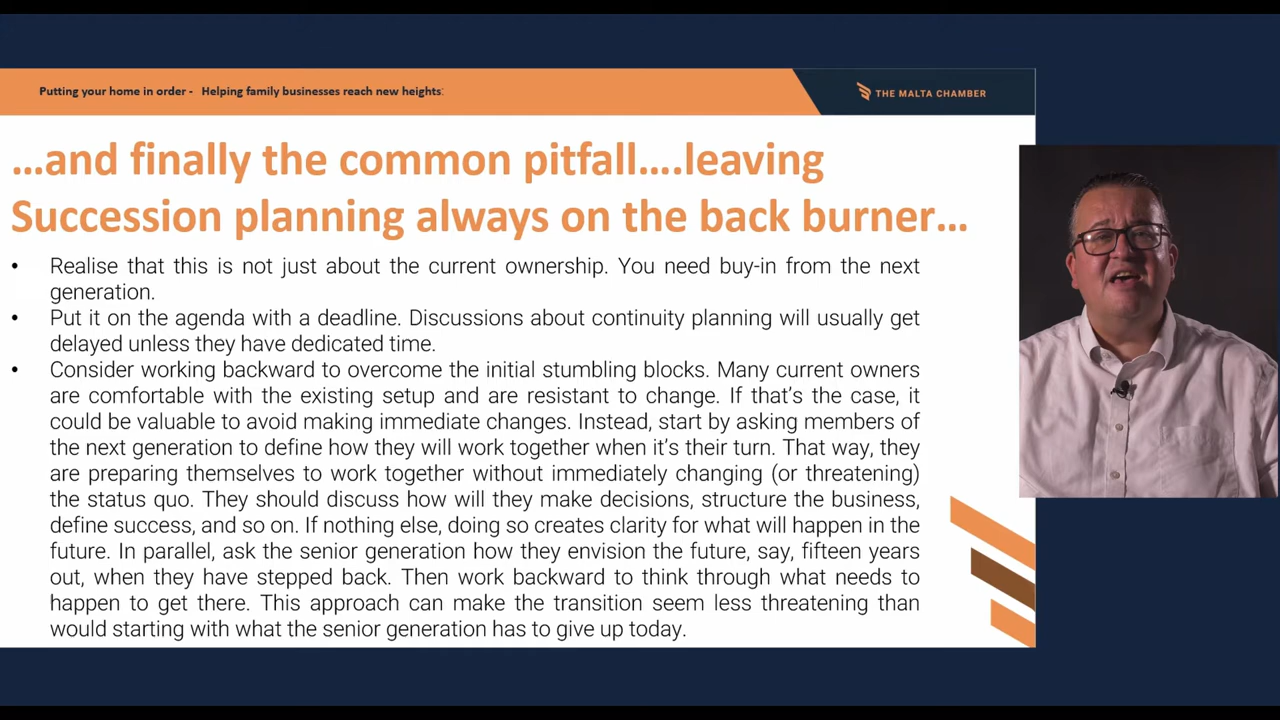 Putting your home in order -   Helping family businesses reach new heights:
THE MALTA CHAMBER
...and finally the common pitfall....leaving
Succession planning always on the back burner...
• Realise that this is not just about the current ownership. You need buy-in from the next
generation.
• Put it on the agenda with a deadline. Discussions about continuity planning will usually get
delayed unless they have dedicated time.
• Consider working backward to overcome the initial stumbling blocks. Many current owners
are comfortable with the existing setup and are resistant to change. If that's the case, it
could be valuable to avoid making immediate changes. Instead, start by asking members of
the next generation to define how they will work together when it's their turn. That way, they
are preparing themselves to work together without immediately changing (or threatening)
the status quo. They should discuss how will they make decisions, structure the business,
define success, and so on. If nothing else, doing so creates clarity for what will happen in the
future. In parallel, ask the senior generation how they envision the future, say, fifteen years
out, when they have stepped back. Then work backward to think through what needs to
happen to get there. This approach can make the transition seem less threatening than
would starting with what the senior generation has to give up today.